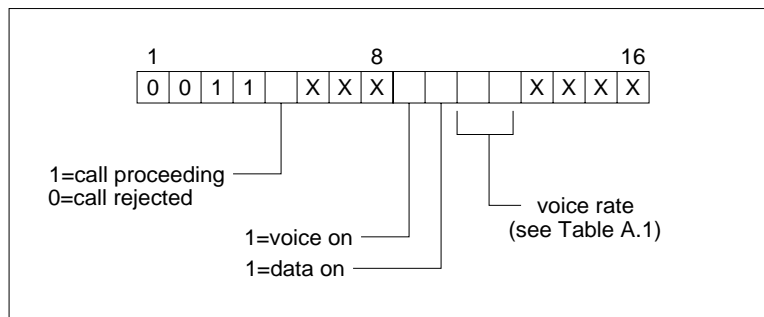 1 8 16
0 0 1 1 X X X X X X X
1=call proceeding
0=call rejected
voice rate
(see Table A.1)
1=voice on
1=data on